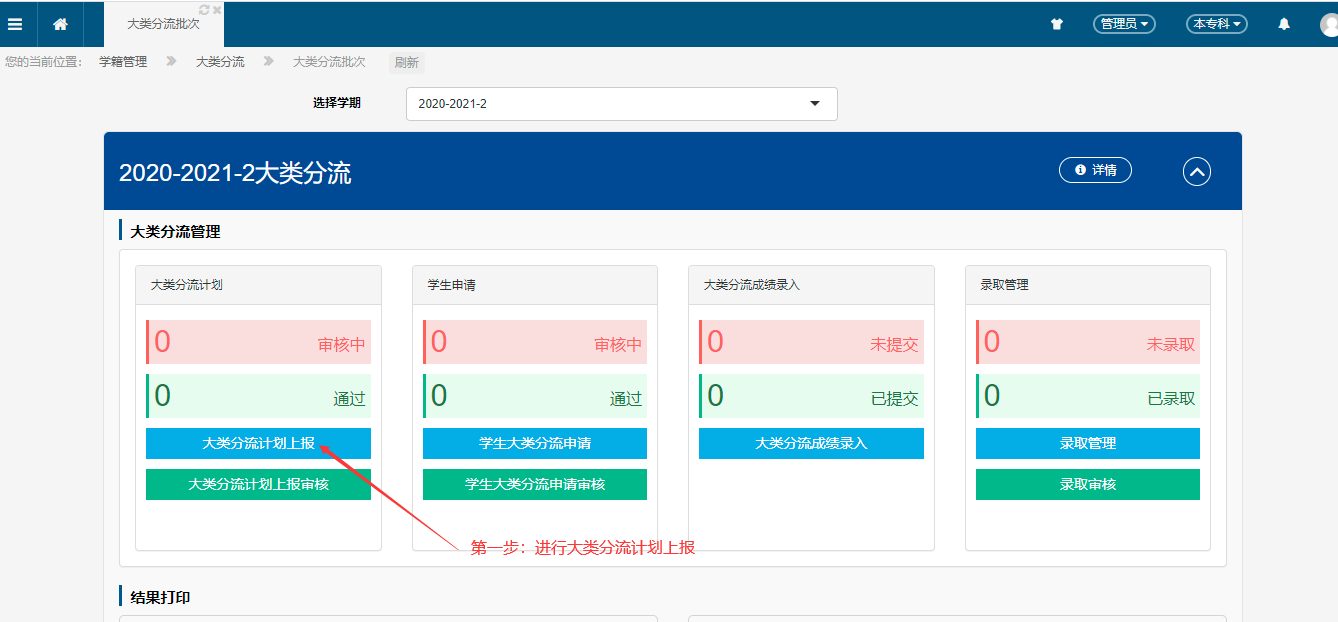 大类分流批次
管理员
本专科
您的当前位置： 学籍管理 大类分流 大类分流批次 刷新
选择学期 2020-2021-2
2020-2021-2大类分流 详情
大类分流管理
大类分流计划
0 审核中
0 通过
大类分流计划上报
大类分流计划上报审核
学生申请
0 审核中
0 通过
学生大类分流申请
学生大类分流申请审核
大类分流成绩录入
0 未提交
0 已提交
大类分流成绩录入
录取管理
0 未录取
0 已录取
录取管理
录取审核
第一步：进行大类分流计划上报
结果打印